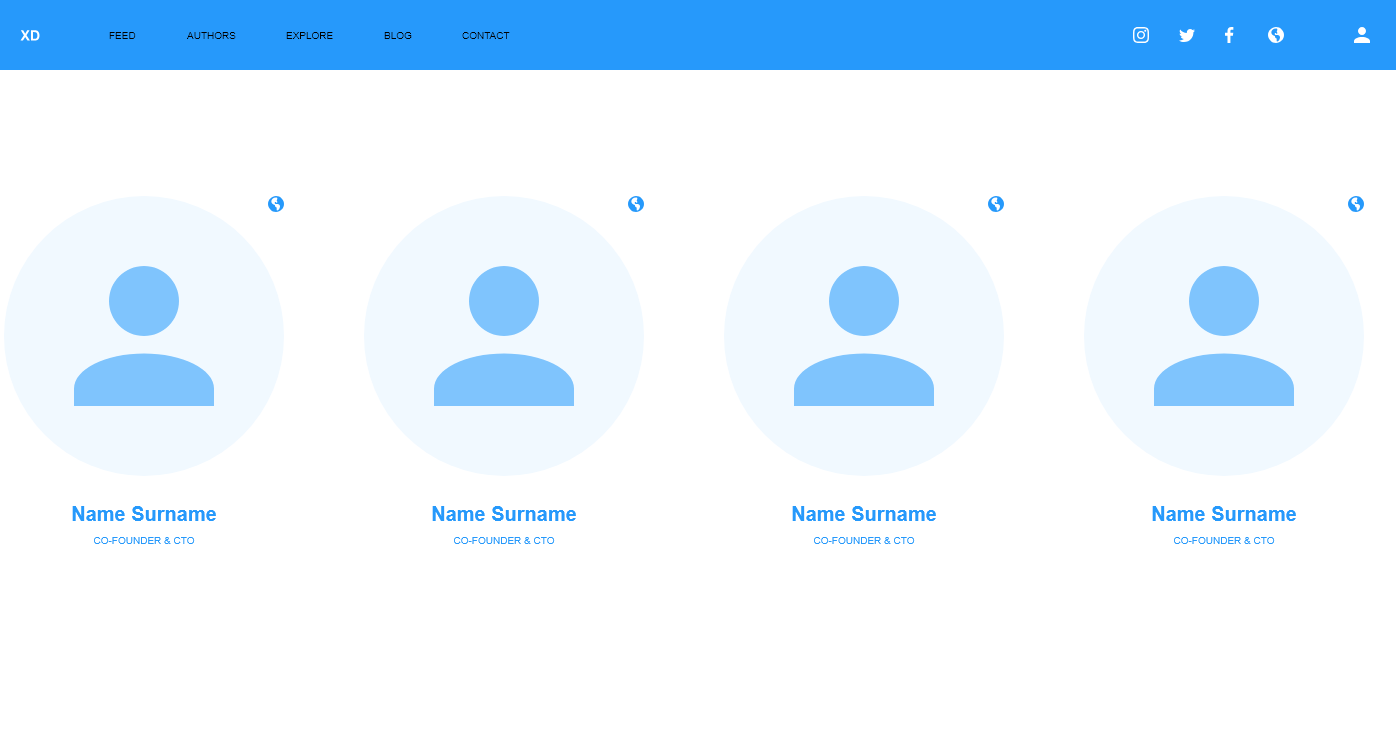 XD FEED AUTHORS EXPLORE BLOG CONTACT
Name Surname Name Surname Name Surname Name Surname
CO-FOUNDER & CTO CO-FOUNDER & CTO CO-FOUNDER & CTO CO-FOUNDER & CTO